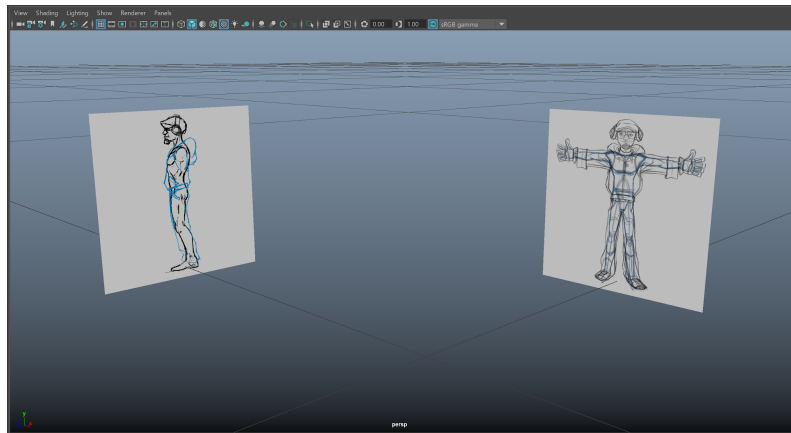 View Shading Lighting Show Renderer Panels
0.00 1.00 sRGB gamma
y
x
persp